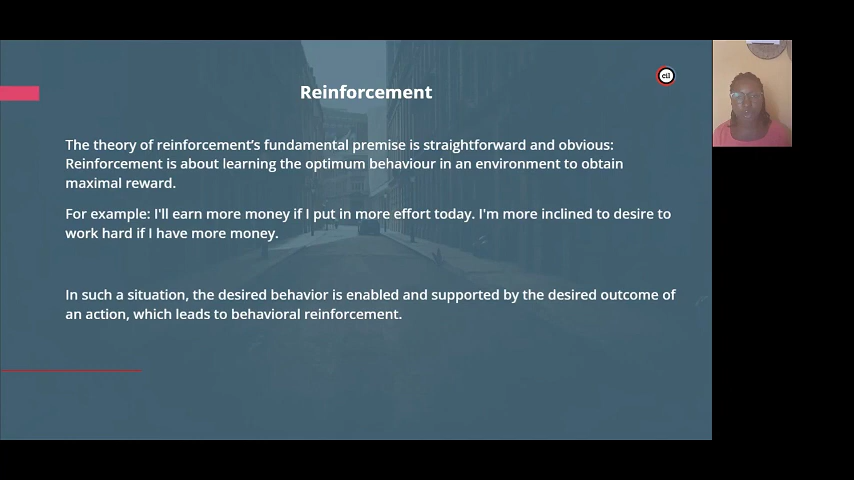 Reinforcement
cil
The theory of reinforcement's fundamental premise is straightforward and obvious:
Reinforcement is about learning the optimum behaviour in an environment to obtain
maximal reward.
For example: I'll earn more money if I put in more effort today. I'm more inclined to desire to
work hard if I have more money.
In such a situation, the desired behavior is enabled and supported by the desired outcome of
an action, which leads to behavioral reinforcement.